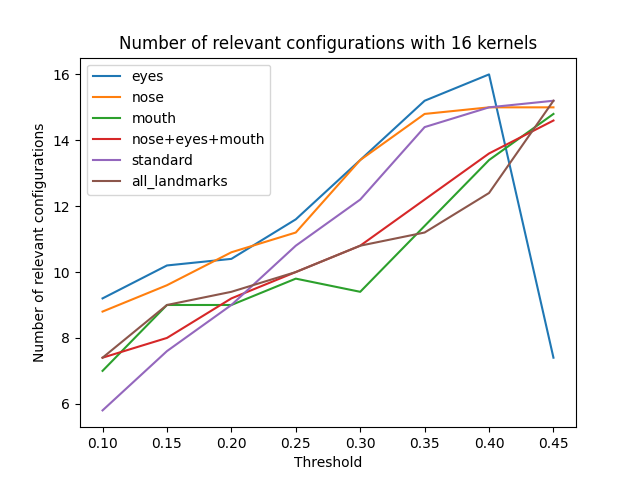 Number of relevant configurations with 16 kernels
eyes
nose
mouth
nose+eyes+mouth
standard
all_landmarks
Number of relevant configurations
16
14
12
10
8
6
0.10 0.15 0.20 0.25 0.30 0.35 0.40 0.45
Threshold